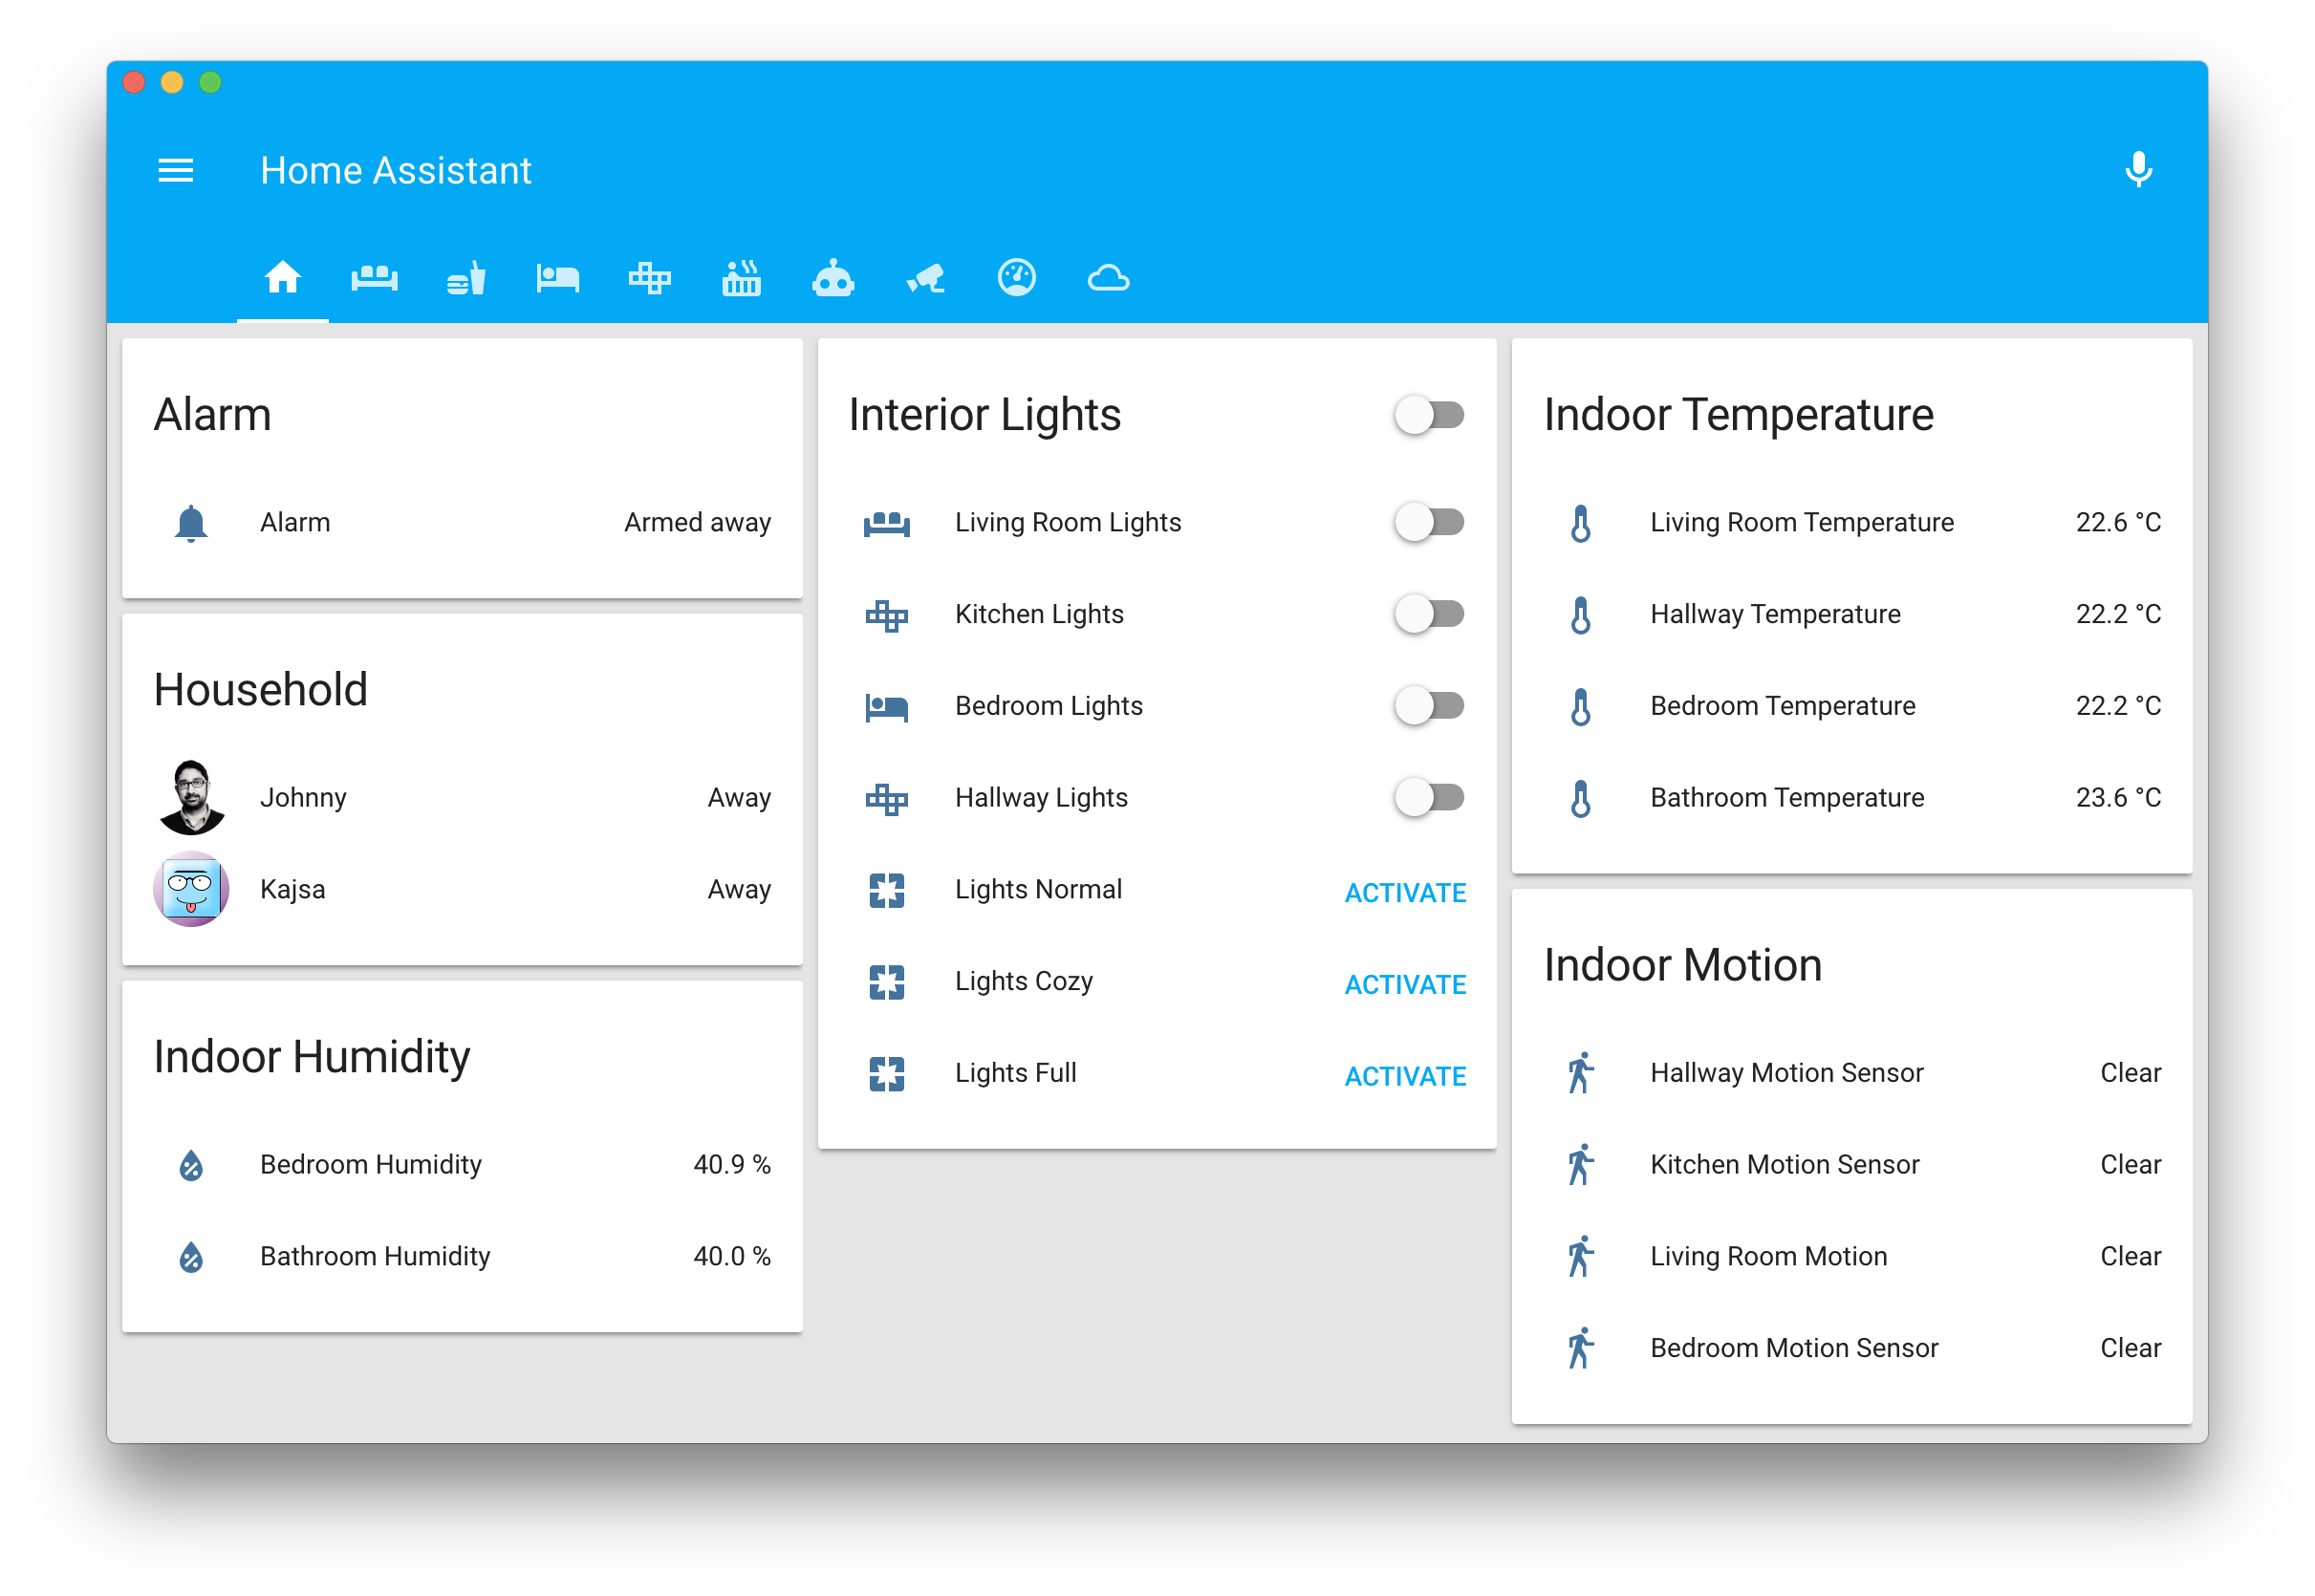 Home Assistant
Alarm
Alarm Armed away
Household
Johnny Away
Kajsa Away
Indoor Humidity
Bedroom Humidity 40.9 %
Bathroom Humidity 40.0 %
Interior Lights
Living Room Lights
Kitchen Lights
Bedroom Lights
Hallway Lights
Lights Normal ACTIVATE
Lights Cozy ACTIVATE
Lights Full ACTIVATE
Indoor Temperature
Living Room Temperature 22.6 °C
Hallway Temperature 22.2 °C
Bedroom Temperature 22.2 °C
Bathroom Temperature 23.6 °C
Indoor Motion
Hallway Motion Sensor Clear
Kitchen Motion Sensor Clear
Living Room Motion Clear
Bedroom Motion Sensor Clear